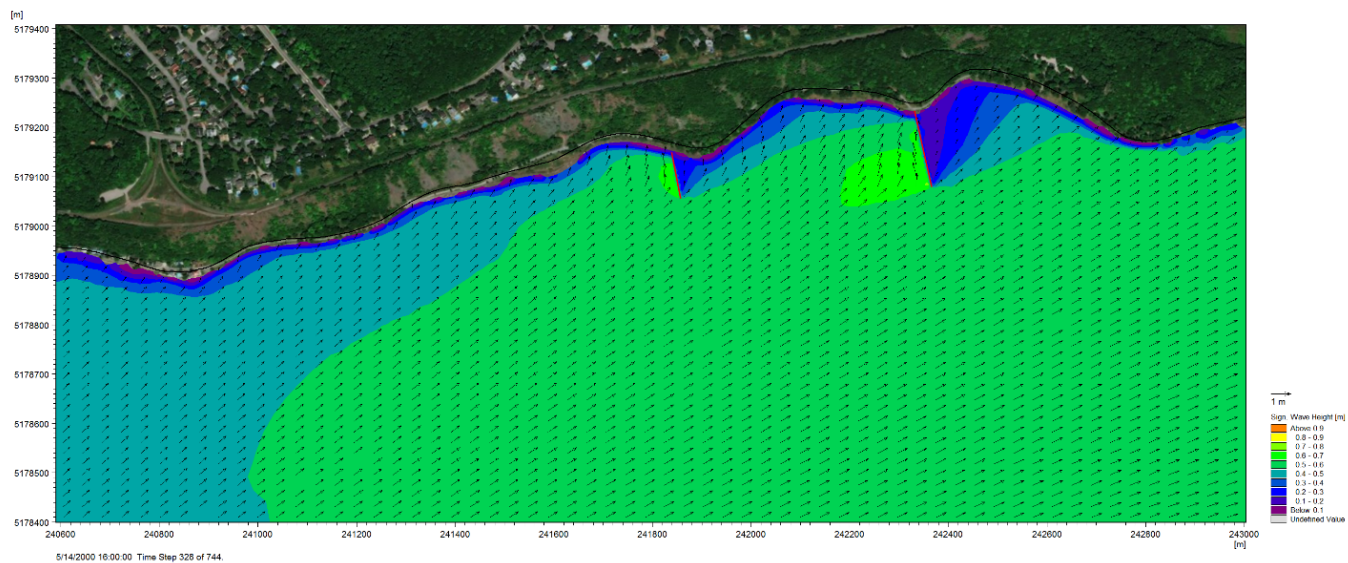 [m]
5179400
5179300
5179200
5179100
5179000
5178900
5178800
5178700
5178600
5178500
5178400
240600 240800 241000 241200 241400 241600 241800 242000 242200 242400 242600 242800 243000
[m]
5/14/2000 16:00:00 Time Step 328 of 744.
1 m
Sign. Wave Height [m]
Above 0.9
0.8 - 0.9
0.7 - 0.8
0.6 - 0.7
0.5 - 0.6
0.4 - 0.5
0.3 - 0.4
0.2 - 0.3
0.1 - 0.2
Below 0.1
Undefined Value